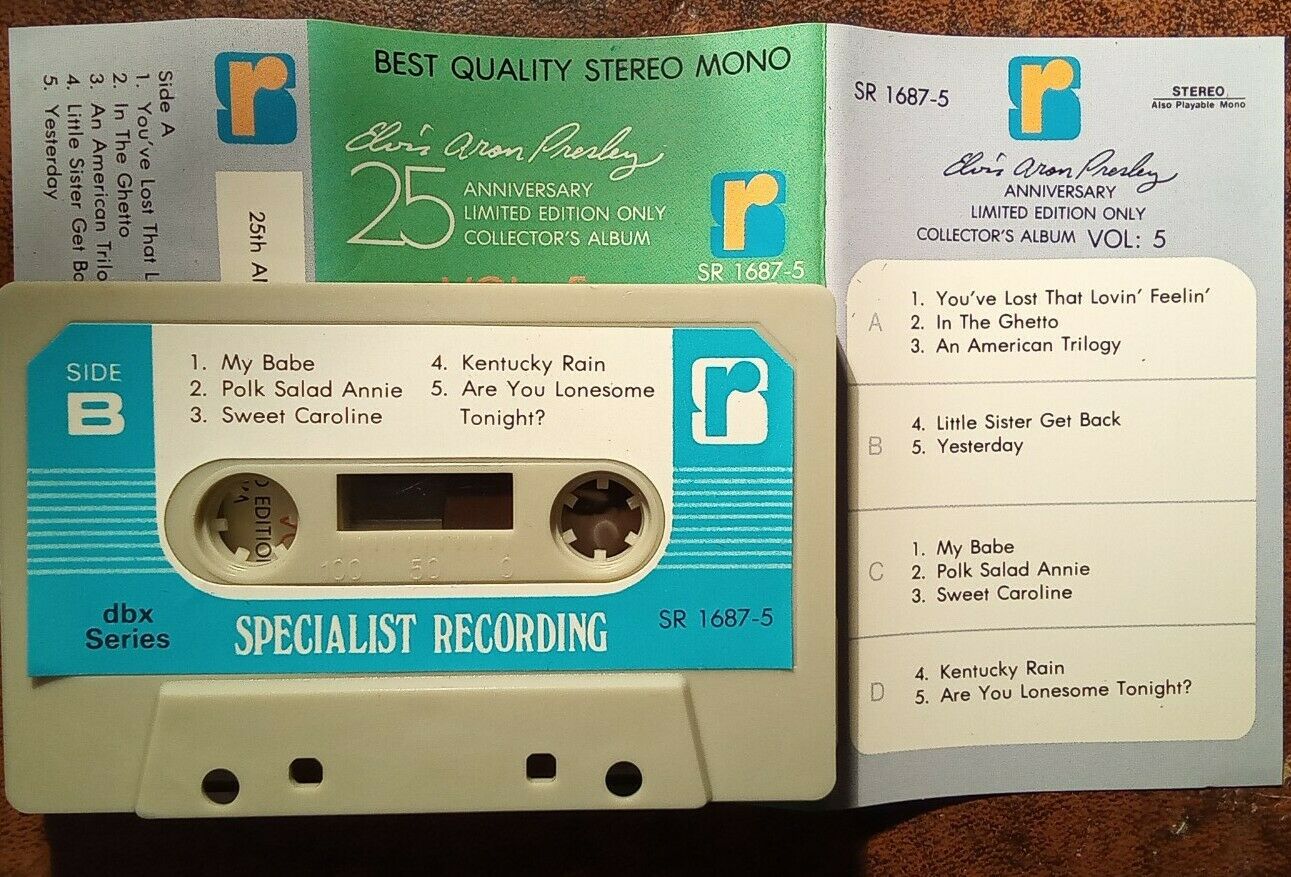 Side A
1. You've Lost That L
2. In The Ghetto
3. An American Trilo
4. Little Sister Get Ba
5. Yesterday
r
25th A
BEST QUALITY STEREO MONO
Elvis Aron Presley
25
ANNIVERSARY
LIMITED EDITION ONLY
COLLECTOR'S ALBUM
r
SR 1687-5
SR 1687-5
r
STEREO
Also Playable Mono
Elvis Aron Presley
ANNIVERSARY
LIMITED EDITION ONLY
COLLECTOR'S ALBUM VOL: 5
A
1. You've Lost That Lovin' Feelin'
2. In The Ghetto
3. An American Trilogy
B
4. Little Sister Get Back
5. Yesterday
C
1. My Babe
2. Polk Salad Annie
3. Sweet Caroline
D
4. Kentucky Rain
5. Are You Lonesome Tonight?
SIDE
B
1. My Babe
2. Polk Salad Annie
3. Sweet Caroline
4. Kentucky Rain
5. Are You Lonesome
Tonight?
r
EDITIO
100 50 0
dbx
Series
SPECIALIST RECORDING
SR 1687-5